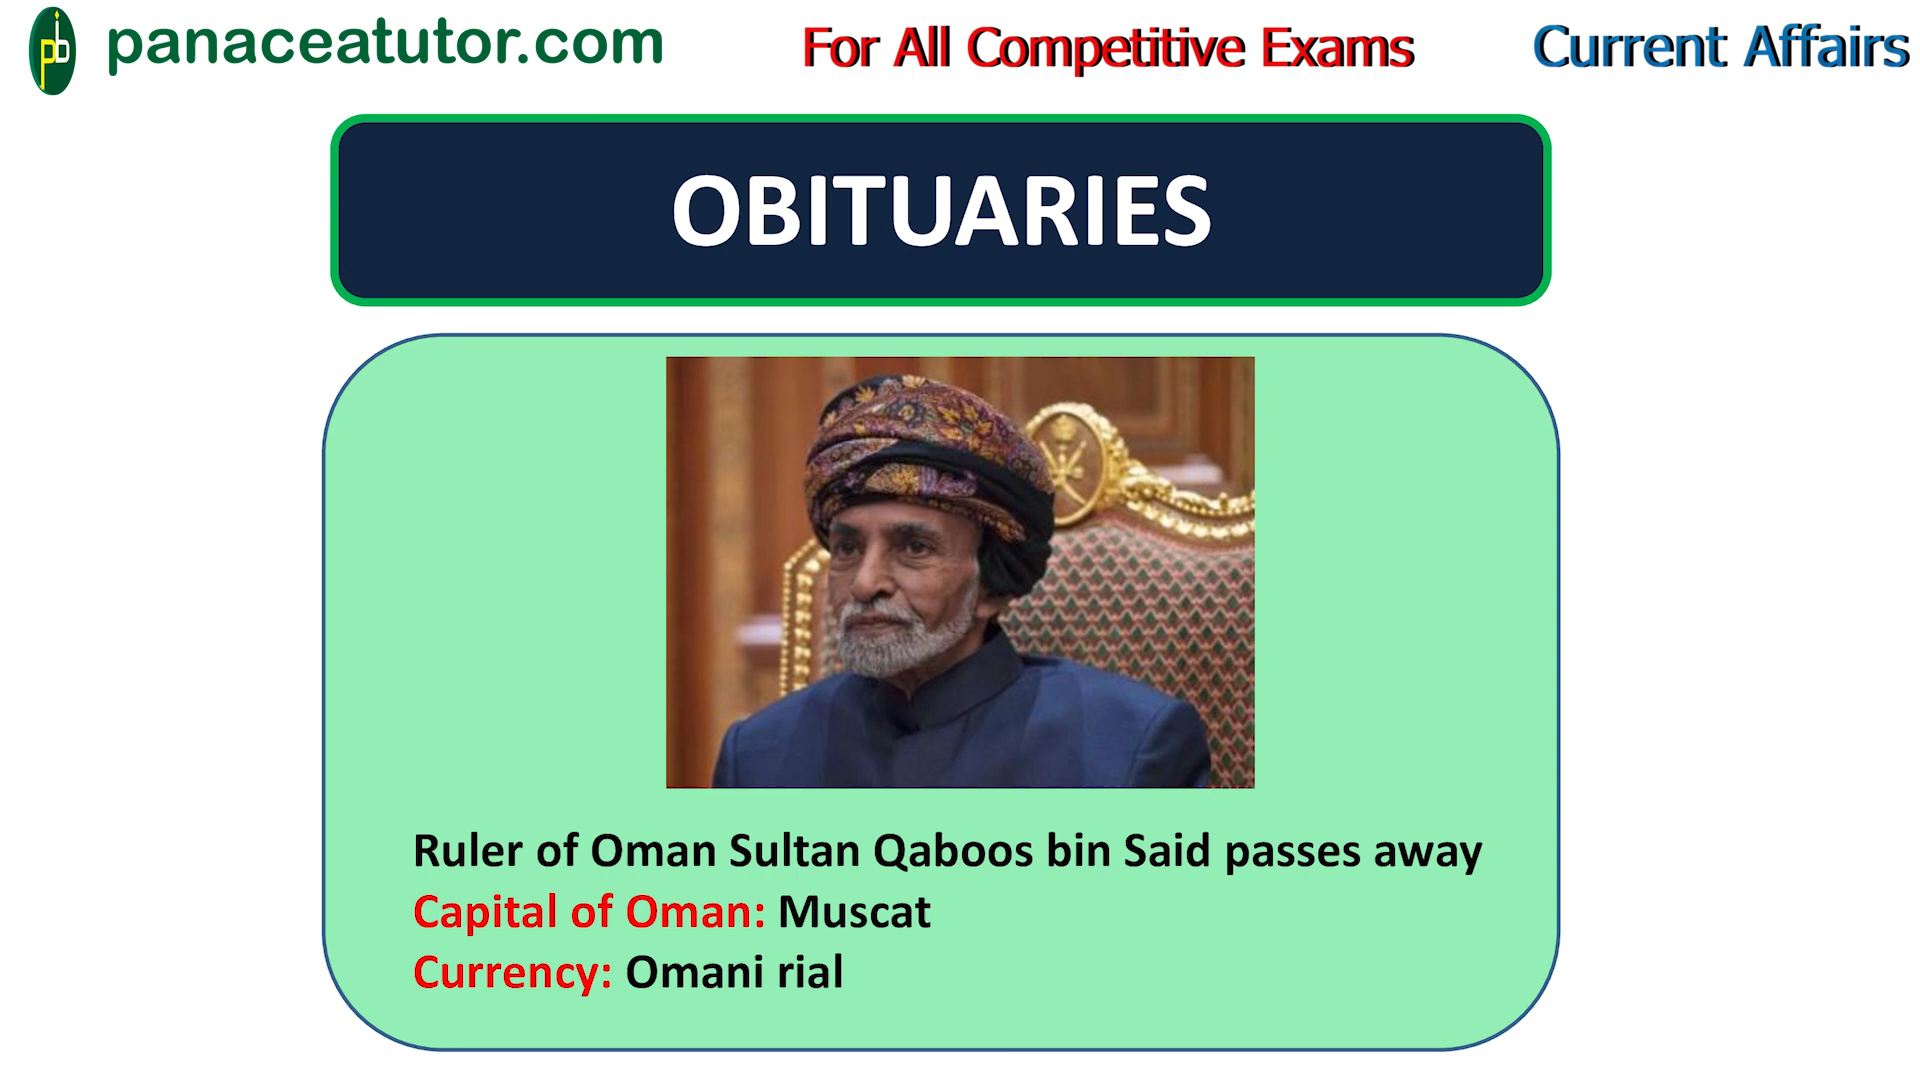 pb panaceatutor.com For All Competitive Exams Current Affairs
OBITUARIES
Ruler of Oman Sultan Qaboos bin Said passes away
Capital of Oman: Muscat
Currency: Omani rial